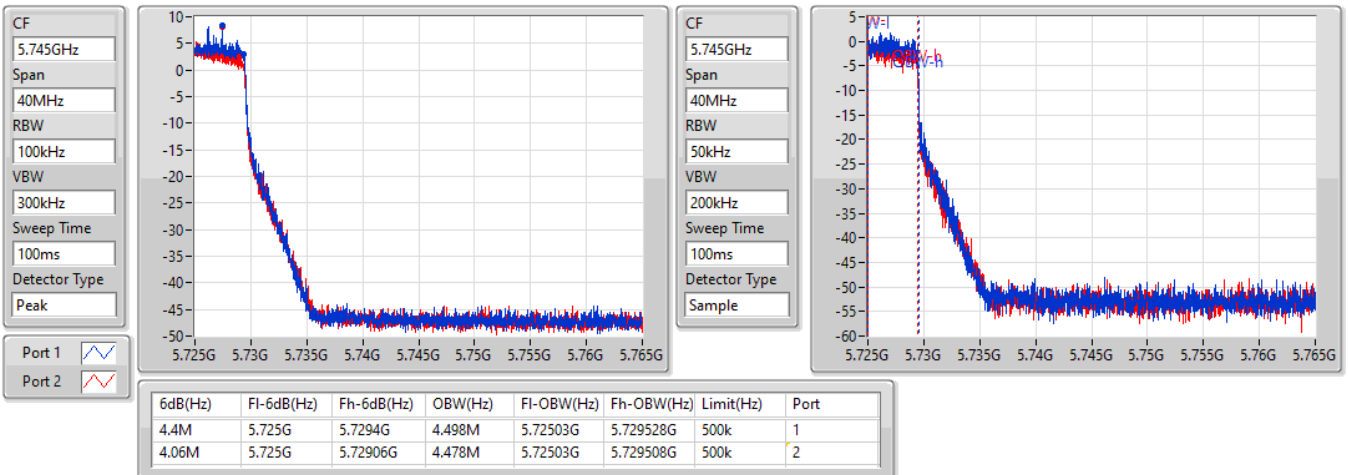 CF
5.745GHz
Span
40MHz
RBW
100kHz
VBW
300kHz
Sweep Time
100ms
Detector Type
Peak
Port 1
Port 2
10
5
0
-5
-10
-15
-20
-25
-30
-35
-40
-45
-50
5.725G 5.73G 5.735G 5.74G 5.745G 5.75G 5.755G 5.76G 5.765G
CF
5.745GHz
Span
40MHz
RBW
50kHz
VBW
200kHz
Sweep Time
100ms
Detector Type
Sample
5
0
-5
-10
-15
-20
-25
-30
-35
-40
-45
-50
-55
-60
5.725G 5.73G 5.735G 5.74G 5.745G 5.75G 5.755G 5.76G 5.765G
6dB(Hz) Fl-6dB(Hz) Fh-6dB(Hz) OBW(Hz) Fl-OBW(Hz) Fh-OBW(Hz) Limit(Hz) Port
4.4M 5.725G 5.7294G 4.498M 5.72503G 5.729528G 500k 1
4.06M 5.725G 5.72906G 4.478M 5.72503G 5.729508G 500k 2